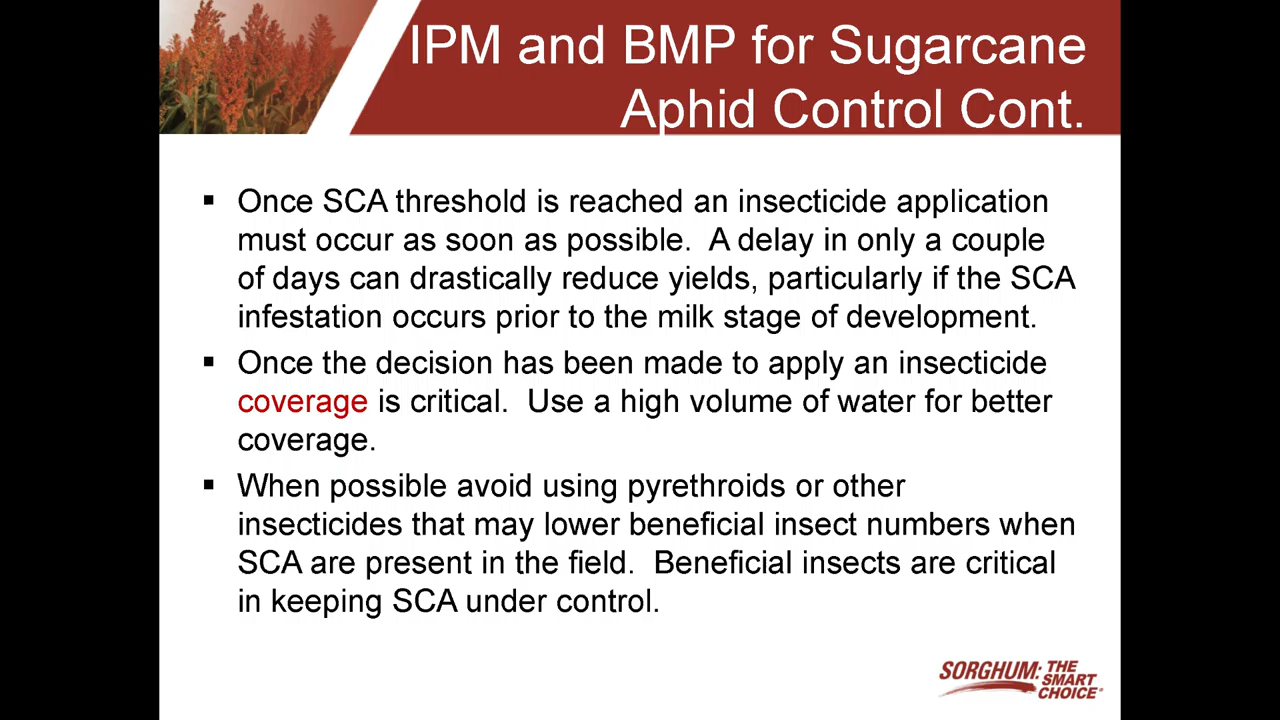 IPM and BMP for Sugarcane
Aphid Control Cont.
▪ Once SCA threshold is reached an insecticide application
must occur as soon as possible.  A delay in only a couple
of days can drastically reduce yields, particularly if the SCA
infestation occurs prior to the milk stage of development.
▪ Once the decision has been made to apply an insecticide
coverage is critical.  Use a high volume of water for better
coverage.
▪ When possible avoid using pyrethroids or other
insecticides that may lower beneficial insect numbers when
SCA are present in the field.  Beneficial insects are critical
in keeping SCA under control.
SORGHUM: THE
SMART
CHOICE